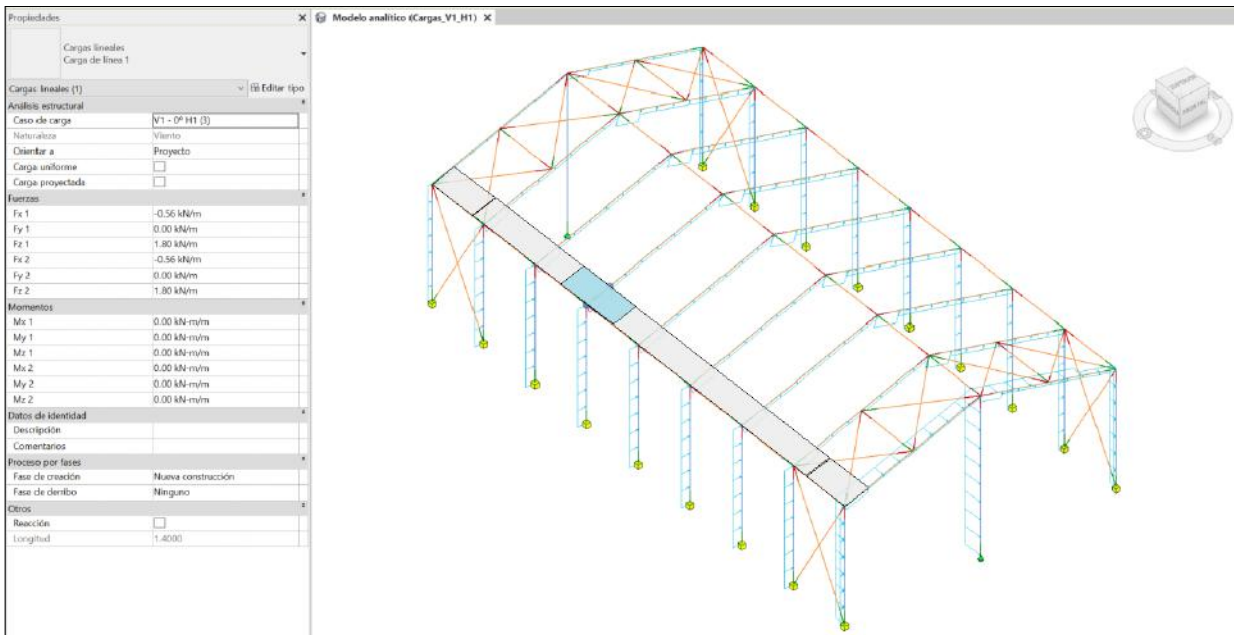 Propiedades
Modelo analítico (Cargas_V1_H1)
Cargas lineales
Carga de línea 1
Cargas lineales (1)
Editar tipo
Análisis estructural
Caso de carga V1 - 0º H1 (3)
Naturaleza Viento
Orientar a Proyecto
Carga uniforme
Carga proyectada
Fuerzas
Fx 1 -0.56 kN/m
Fy 1 0.00 kN/m
Fz 1 1.80 kN/m
Fx 2 -0.56 kN/m
Fy 2 0.00 kN/m
Fz 2 1.80 kN/m
Momentos
Mx 1 0.00 kN-m/m
My 1 0.00 kN-m/m
Mz 1 0.00 kN-m/m
Mx 2 0.00 kN-m/m
My 2 0.00 kN-m/m
Mz 2 0.00 kN-m/m
Datos de identidad
Descripción
Comentarios
Proceso por fases
Fase de creación Nueva construcción
Fase de derribo Ninguno
Otros
Reacción
Longitud 1.4000